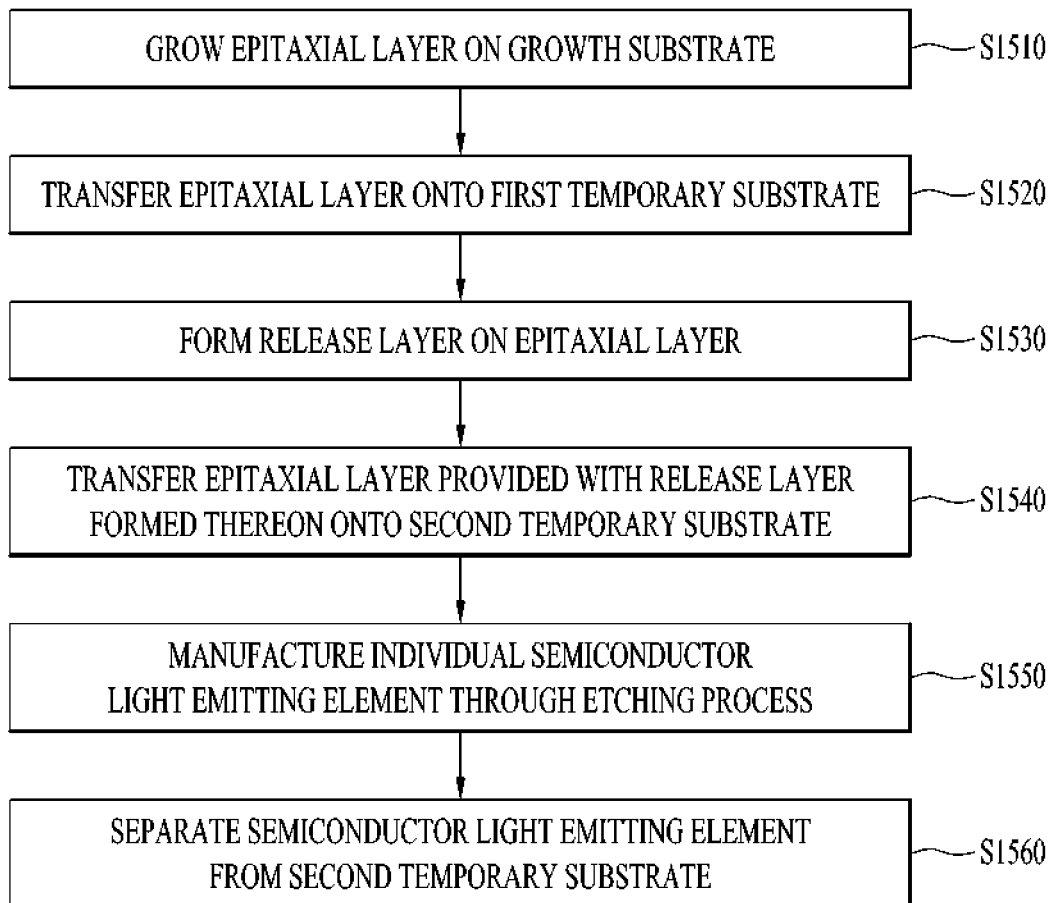 GROW EPITAXIAL LAYER ON GROWTH SUBSTRATE
S1510
TRANSFER EPITAXIAL LAYER ONTO FIRST TEMPORARY SUBSTRATE
S1520
FORM RELEASE LAYER ON EPITAXIAL LAYER
S1530
TRANSFER EPITAXIAL LAYER PROVIDED WITH RELEASE LAYER
FORMED THEREON ONTO SECOND TEMPORARY SUBSTRATE
S1540
MANUFACTURE INDIVIDUAL SEMICONDUCTOR
LIGHT EMITTING ELEMENT THROUGH ETCHING PROCESS
S1550
SEPARATE SEMICONDUCTOR LIGHT EMITTING ELEMENT
FROM SECOND TEMPORARY SUBSTRATE
S1560